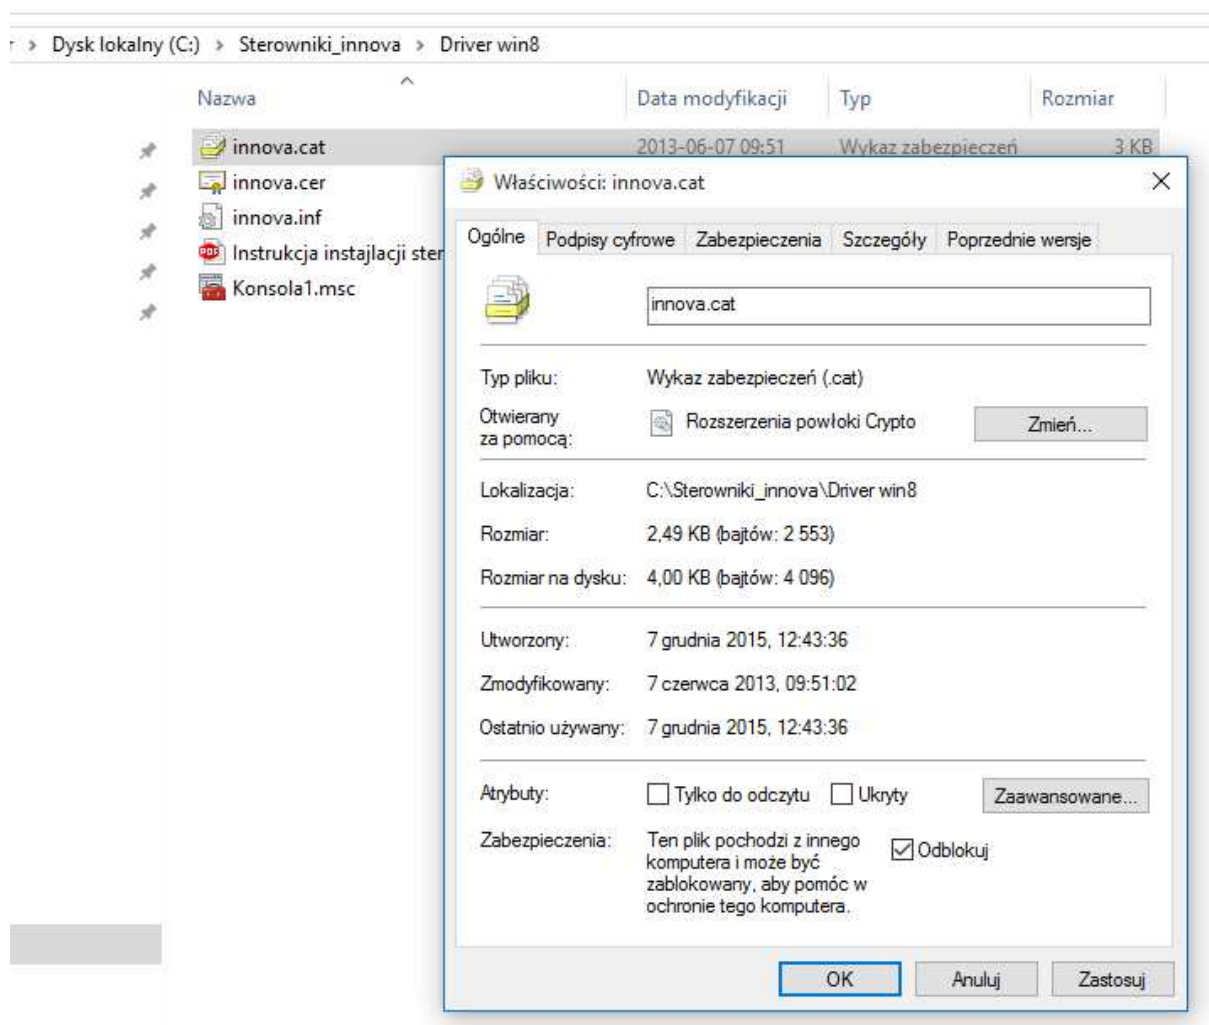 Dysk lokalny (C:) > Sterowniki_innova > Driver win8
Nazwa Data modyfikacji Typ Rozmiar
innova.cat 2013-06-07 09:51 Wykaz zabezpieczeń 3 KB
innova.cer
innova.inf
Instrukcja instajlacji ster
Konsola1.msc
Właściwości: innova.cat
Ogólne Podpisy cyfrowe Zabezpieczenia Szczegóły Poprzednie wersje
innova.cat
Typ pliku: Wykaz zabezpieczeń (.cat)
Otwierany
za pomocą: Rozszerzenia powłoki Crypto Zmień...
Lokalizacja: C:\Sterowniki_innova\Driver win8
Rozmiar: 2,49 KB (bajtów: 2 553)
Rozmiar na dysku: 4,00 KB (bajtów: 4 096)
Utworzony: 7 grudnia 2015, 12:43:36
Zmodyfikowany: 7 czerwca 2013, 09:51:02
Ostatnio używany: 7 grudnia 2015, 12:43:36
Atrybuty: Tylko do odczytu Ukryty Zaawansowane...
Zabezpieczenia: Ten plik pochodzi z innego
komputera i może być
zablokowany, aby pomóc w
ochronie tego komputera.
Odblokuj
OK Anuluj Zastosuj